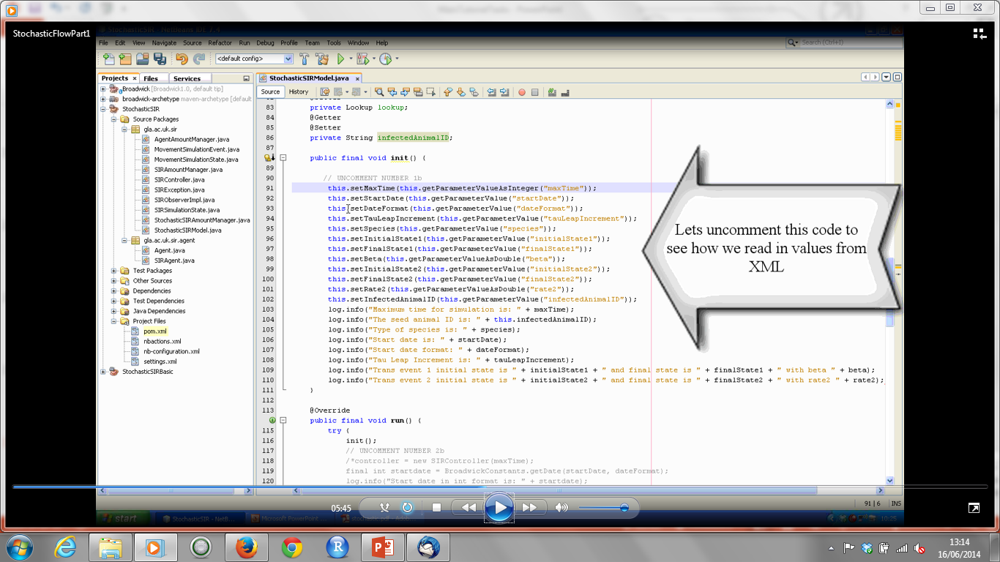 StochasticFlowPart1
File Edit View Navigate Source Refactor Run Debug Profile Team Tools Window Help
Search (Ctrl+I)
<default config>
Projects Files Services
StochasticSIRModel.java
Source History
Broadwick [Broadwick1.0, default tip]
broadwick-archetype maven-archetype [default
StochasticSIR
Source Packages
gla.ac.uk.sir
AgentAmountManager.java
MovementSimulationEvent.java
MovementSimulationState.java
SIRAmountManager.java
SIRController.java
SIRException.java
SIRObserverImpl.java
SIRSimulationState.java
StochasticSIRAmountManager.java
StochasticSIRModel.java
gla.ac.uk.sir.agent
Agent.java
SIRAgent.java
Test Packages
Other Sources
Dependencies
Test Dependencies
Java Dependencies
Project Files
pom.xml
nbactions.xml
nb-configuration.xml
settings.xml
StochasticSIRBasic
83 private Lookup lookup;
84 @Getter
85 @Setter
86 private String infectedAnimalID;
87
public final void init() {
89
90 // UNCOMMENT NUMBER 1b
91 this.setMaxTime(this.getParameterValueAsInteger("maxTime"));
92 this.setStartDate(this.getParameterValue("startDate"));
93 this.setDateFormat(this.getParameterValue("dateFormat"));
94 this.setTauLeapIncrement(this.getParameterValue("tauLeapIncrement"));
95 this.setSpecies(this.getParameterValue("species"));
96 this.setInitialState1(this.getParameterValue("initialState1"));
97 this.setFinalState1(this.getParameterValue("finalState1"));
98 this.setBeta(this.getParameterValueAsDouble("beta"));
99 this.setInitialState2(this.getParameterValue("initialState2"));
100 this.setFinalState2(this.getParameterValue("finalState2"));
101 this.setRate2(this.getParameterValueAsDouble("rate2"));
102 this.setInfectedAnimalID(this.getParameterValue("infectedAnimalID"));
103 log.info("Maximum time for simulation is: " + maxTime);
104 log.info("The seed animal ID is: " + this.infectedAnimalID);
105 log.info("Type of species is: " + species);
106 log.info("Start date is: " + startDate);
107 log.info("Start date format: " + dateFormat);
108 log.info("Tau Leap Increment is: " + tauLeapIncrement);
109 log.info("Trans event 1 initial state is " + initialState1 + " and final state is " + finalState1 + " with beta " + beta);
110 log.info("Trans event 2 initial state is " + initialState2 + " and final state is " + finalState2 + " with rate2 " + rate2);
111 }
112
113 @Override
public final void run() {
115 try {
116 init();
117 // UNCOMMENT NUMBER 2b
118 /*controller = new SIRController(maxTime);
119 final int startdate = BroadwickConstants.getDate(startDate, dateFormat);
120 log.info("Start date in int format is: " + startdate);
Lets uncomment this code to
see how we read in values from
XML
91 | 6 INS
05:45
start
StochasticSIR - NetB...
Microsoft PowerPoint ...
stochastic.pdf - Adob...
10:25
13:14
16/06/2014